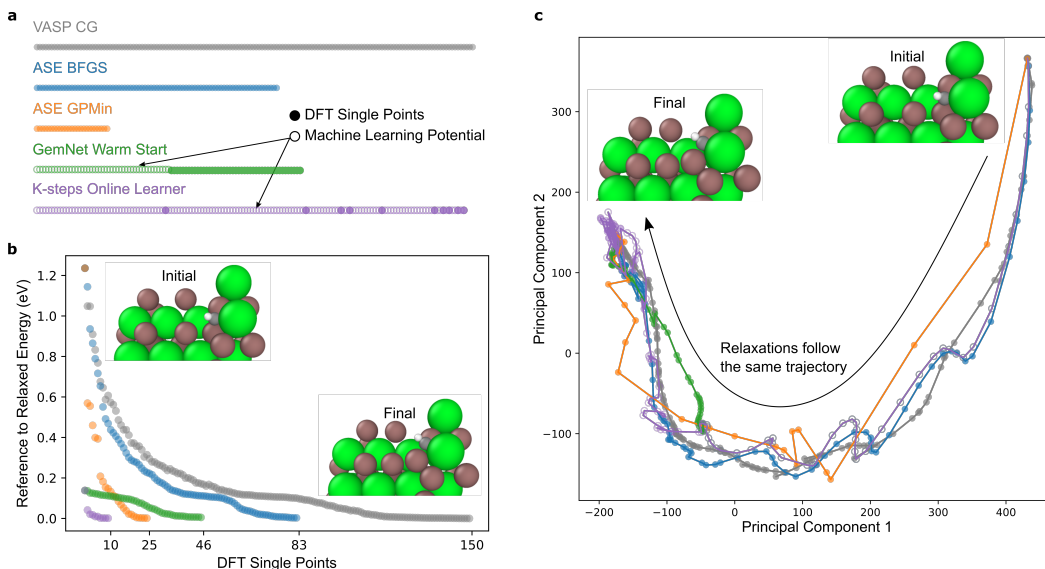 a
VASP CG
ASE BFGS
ASE GPMin
GemNet Warm Start
K-steps Online Learner
DFT Single Points
Machine Learning Potential
b
Reference to Relaxed Energy (eV)
1.2
1.0
0.8
0.6
0.4
0.2
0.0
Initial
Final
10
25
46
83
150
DFT Single Points
c
Principal Component 2
300
200
100
0
−100
Final
Initial
Relaxations follow
the same trajectory
−200
−100
0
100
200
300
400
Principal Component 1